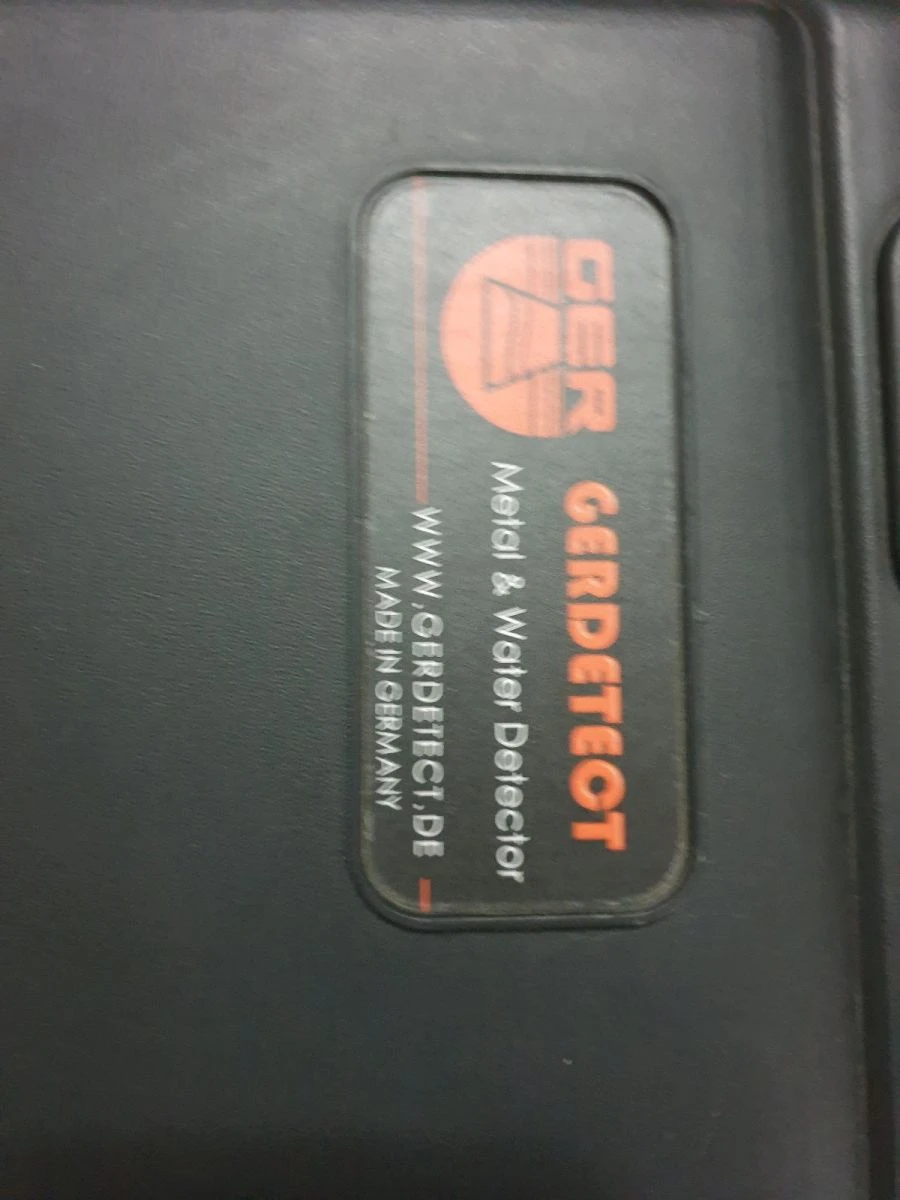 GER
GERDETECT
Metal & Water Detector
WWW.GERDETECT.DE
MADE IN GERMANY